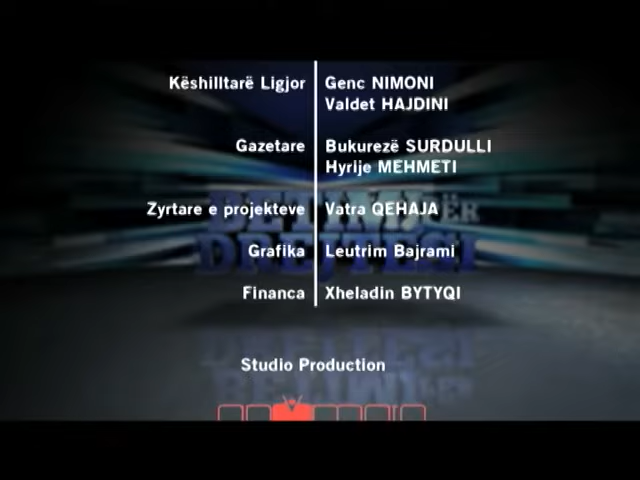 Këshilltarë Ligjor Genc NIMONI
Valdet HAJDINI
Gazetare Bukurezë SURDULLI
Hyrije MEHMETI
Zyrtare e projekteve Vatra QEHAJA
Grafika Leutrim Bajrami
Financa Xheladin BYTYQI
DREJTËSI
Studio Production